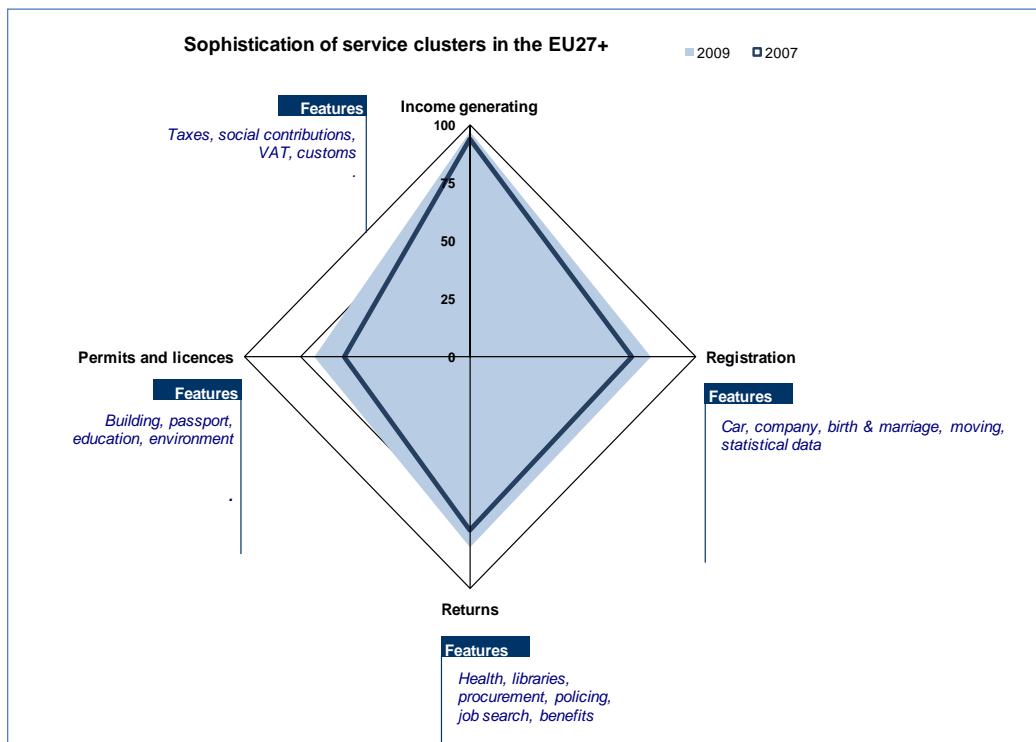 Sophistication of service clusters in the EU27+
2009
2007
Features
Taxes, social contributions,
VAT, customs
.
Income generating
100
75
50
25
0
Permits and licences
Features
Building, passport,
education, environment
.
Registration
Features
Car, company, birth & marriage, moving,
statistical data
Returns
Features
Health, libraries,
procurement, policing,
job search, benefits